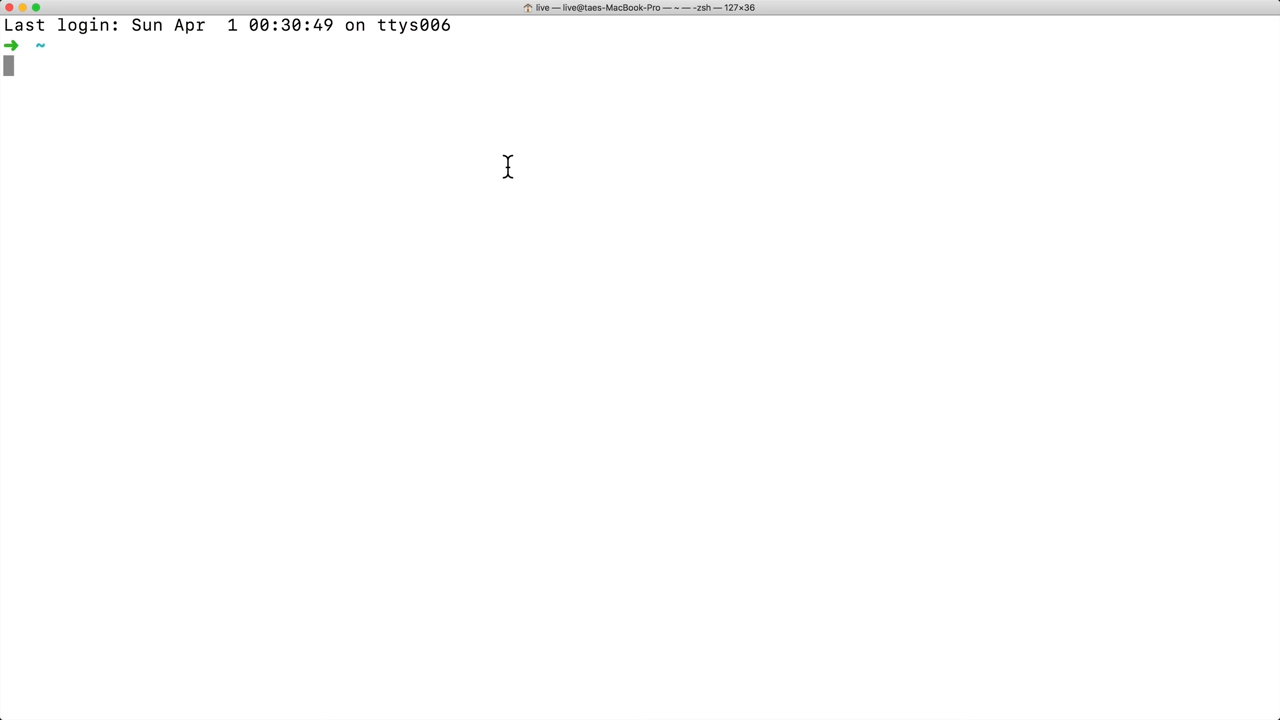 live — live@taes-MacBook-Pro — ~ — -zsh — 127×36
Last login: Sun Apr  1 00:30:49 on ttys006
➜  ~